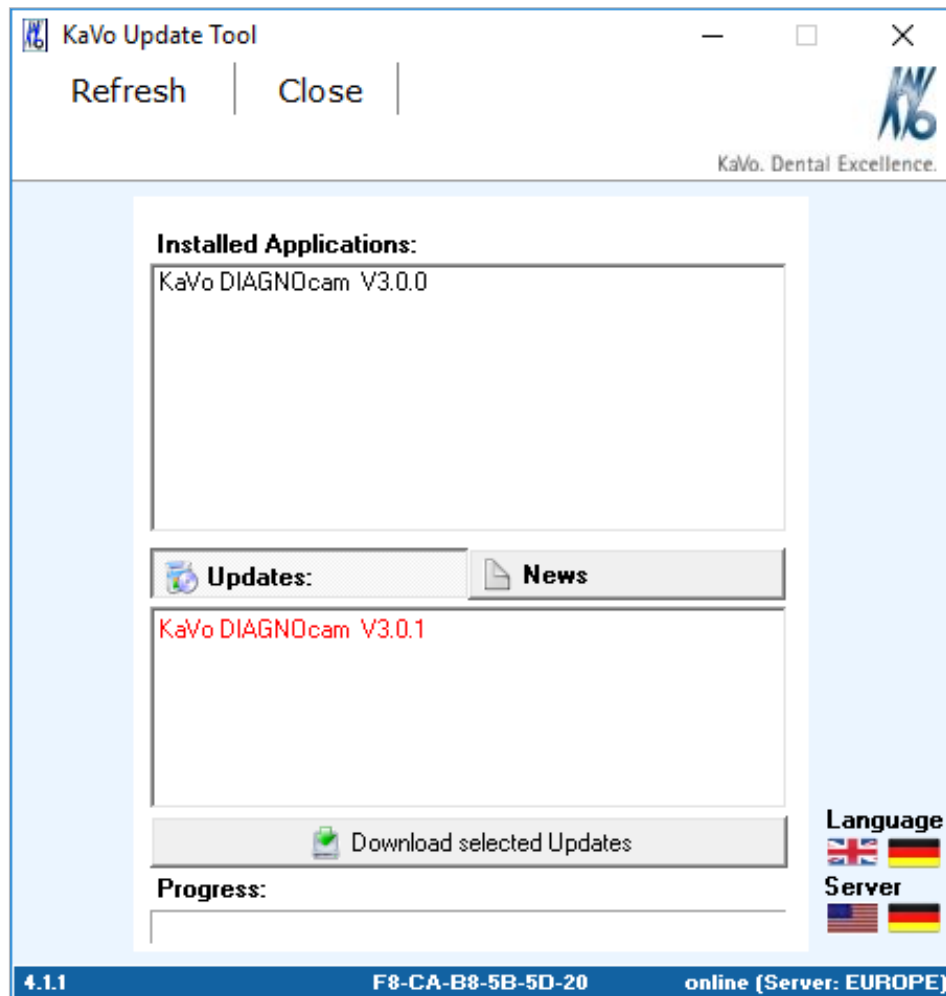 KaVo Update Tool
Refresh Close
KaVo
KaVo. Dental Excellence.
Installed Applications:
KaVo DIAGNOcam V3.0.0
Updates: News
KaVo DIAGNOcam V3.0.1
Download selected Updates
Language
Progress:
Server
4.1.1 F8-CA-B8-5B-5D-20 online (Server: EUROPE)